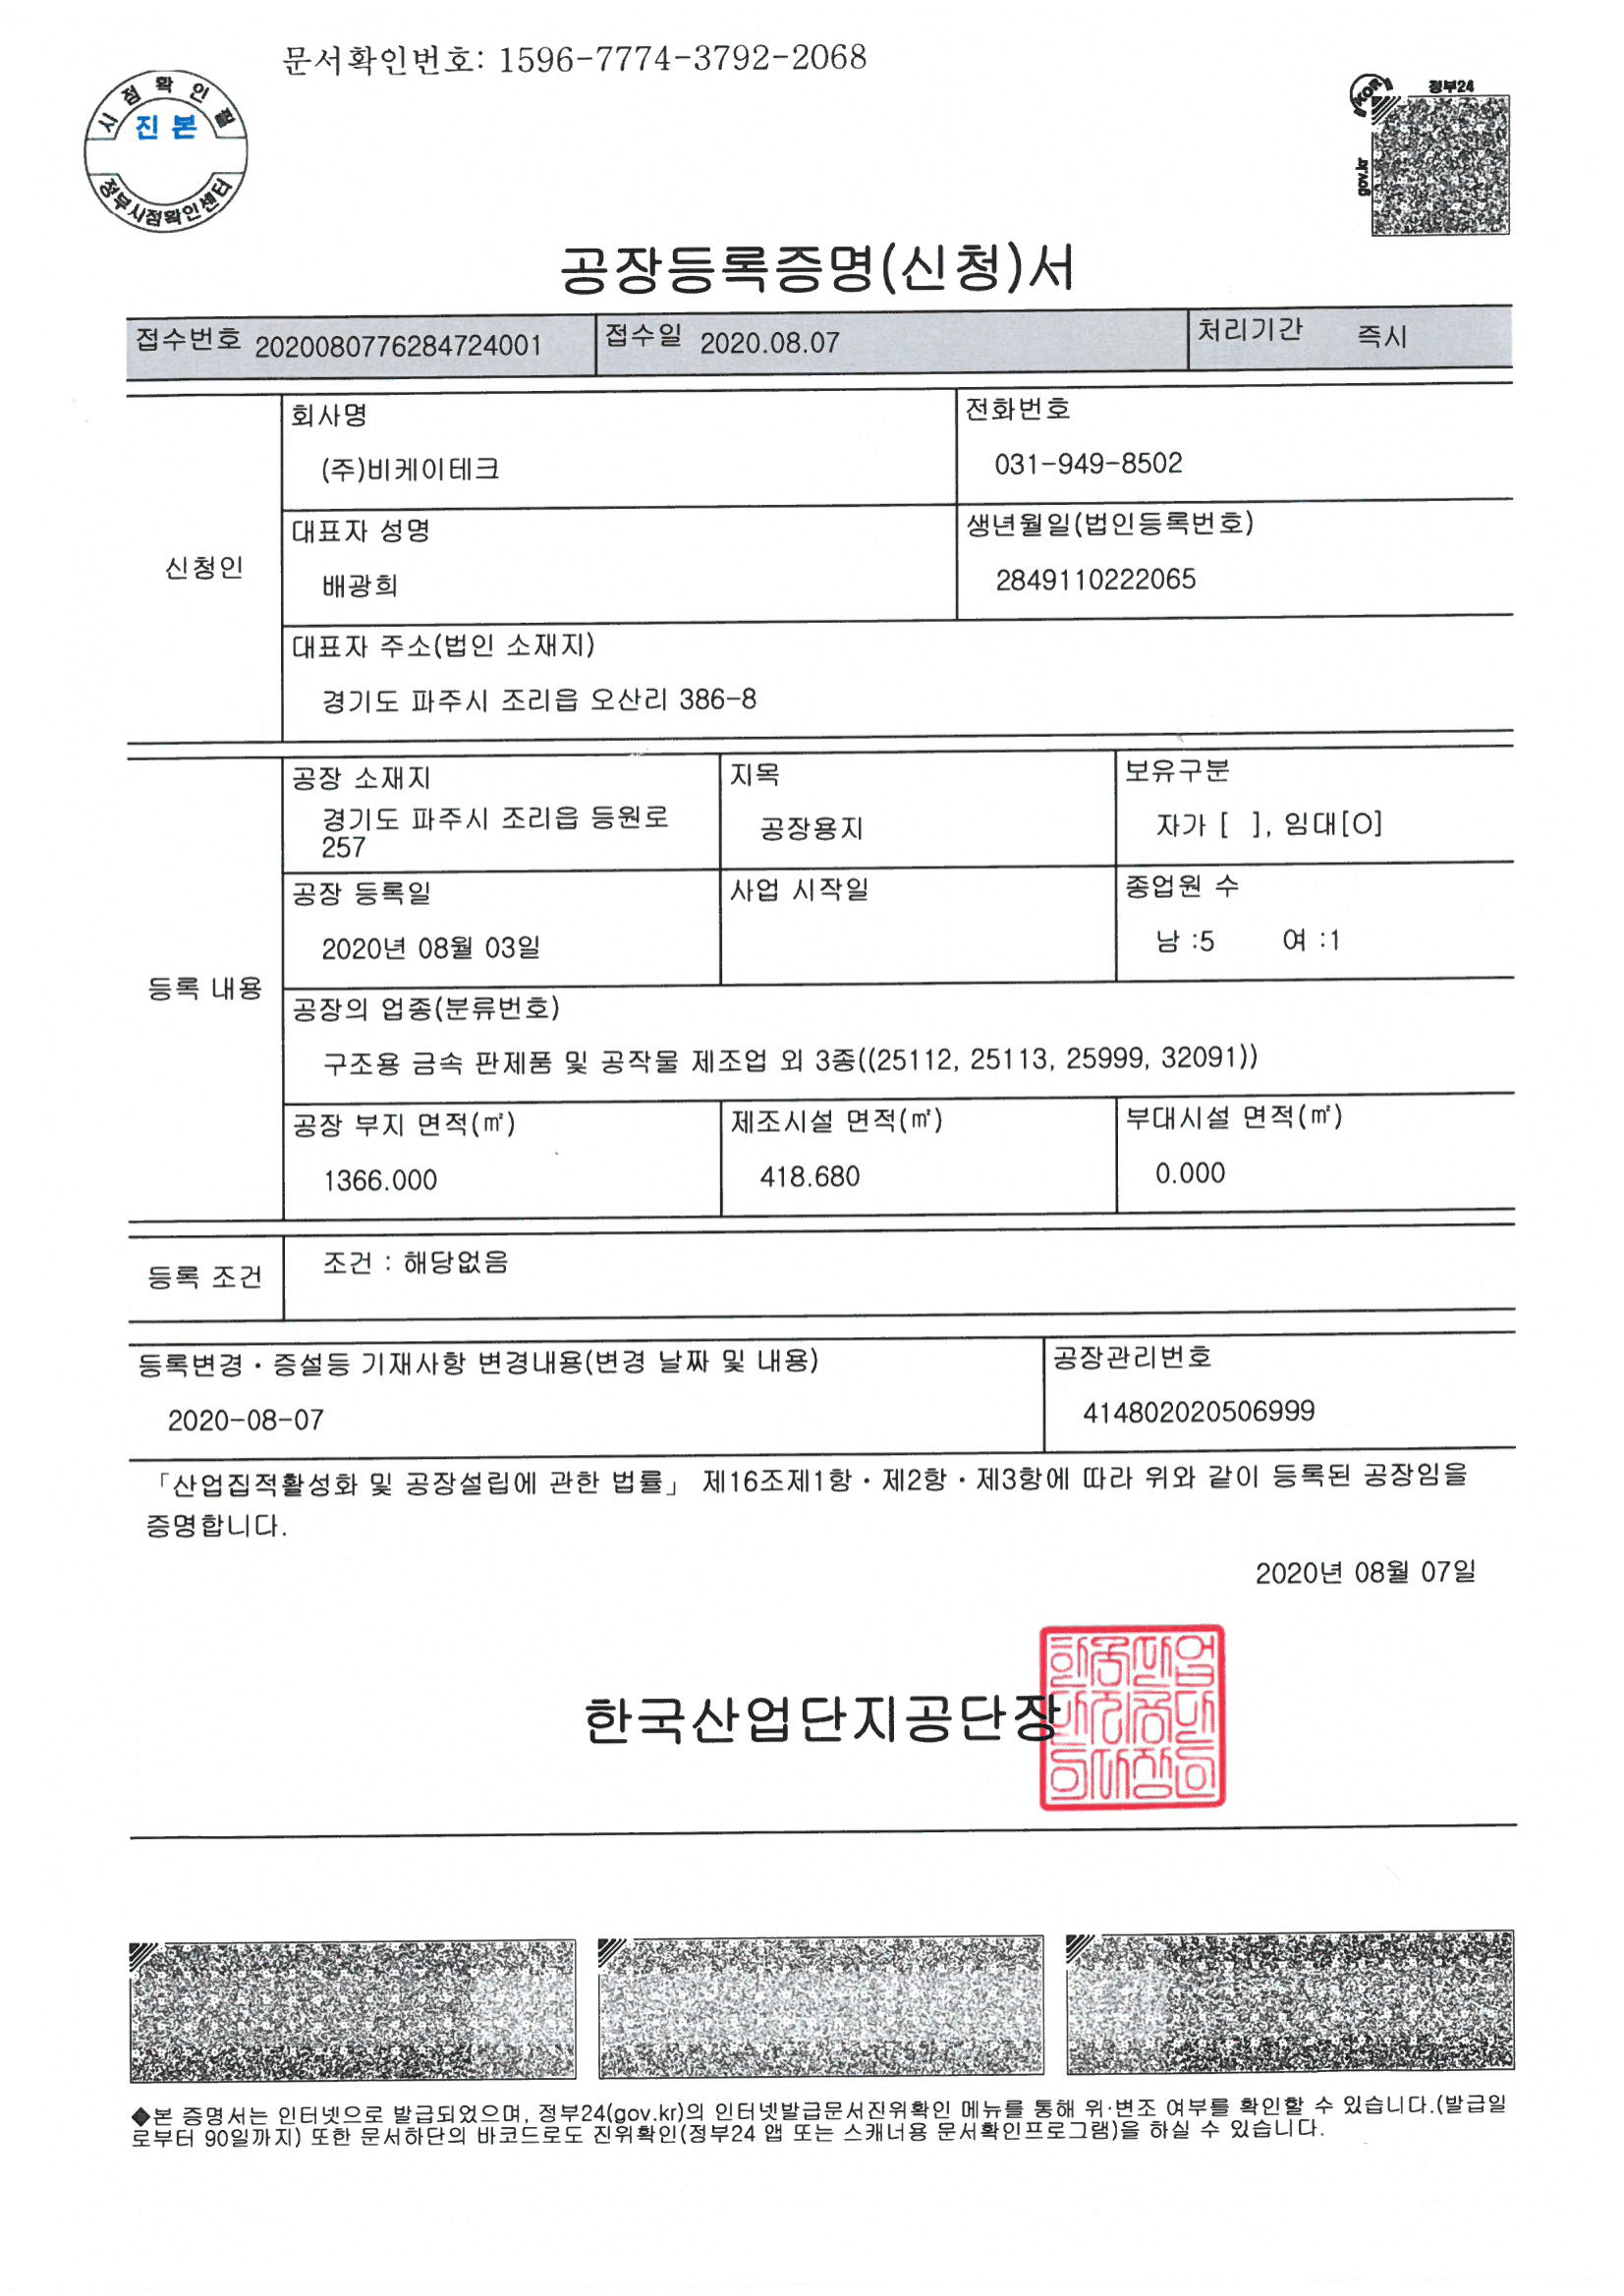 문서확인번호: 1596-7774-3792-2068
시 점 확 인 필
진 본
정부시점확인센터
정부24
KOR
gov.kr
공장등록증명(신청)서
접수번호 2020080776284724001 접수일 2020.08.07 처리기간 즉시
회사명 전화번호
(주)비케이테크 031-949-8502
대표자 성명 생년월일(법인등록번호)
신청인
배광희 2849110222065
대표자 주소(법인 소재지)
경기도 파주시 조리읍 오산리 386-8
공장 소재지 지목 보유구분
경기도 파주시 조리읍 등원로
257
공장용지 자가 [ ], 임대[O]
공장 등록일 사업 시작일 종업원 수
2020년 08월 03일 남 :5 여 :1
등록 내용
공장의 업종(분류번호)
구조용 금속 판제품 및 공작물 제조업 외 3종((25112, 25113, 25999, 32091))
공장 부지 면적(㎡) 제조시설 면적(㎡) 부대시설 면적(㎡)
1366.000 418.680 0.000
등록 조건 조건 : 해당없음
등록변경·증설등 기재사항 변경내용(변경 날짜 및 내용) 공장관리번호
2020-08-07 414802020506999
「산업집적활성화 및 공장설립에 관한 법률」 제16조제1항·제2항·제3항에 따라 위와 같이 등록된 공장임을
증명합니다.
2020년 08월 07일
한국산업단지공단장
한국산업
단지공단
이사장의
◆본 증명서는 인터넷으로 발급되었으며, 정부24(gov.kr)의 인터넷발급문서진위확인 메뉴를 통해 위·변조 여부를 확인할 수 있습니다.(발급일
로부터 90일까지) 또한 문서하단의 바코드로도 진위확인(정부24 앱 또는 스캐너용 문서확인프로그램)을 하실 수 있습니다.